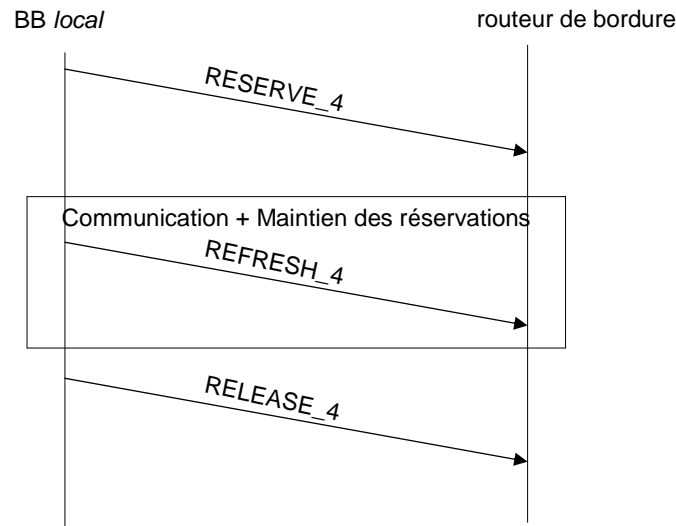 BB local
routeur de bordure
RESERVE_4
Communication + Maintien des réservations
REFRESH_4
RELEASE_4